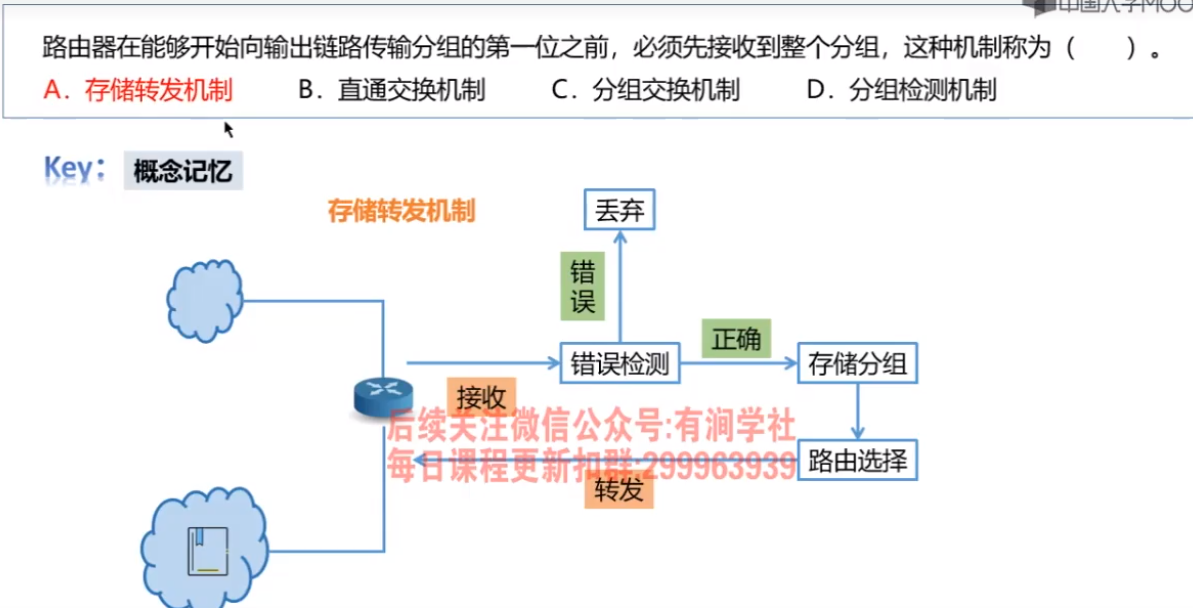 中国大学MOO
路由器在能够开始向输出链路传输分组的第一位之前，必须先接收到整个分组，这种机制称为（　　）。
A．存储转发机制　　B．直通交换机制　　C．分组交换机制　　D．分组检测机制
Key： 概念记忆
存储转发机制
丢弃
错
误
正确
错误检测
存储分组
接收
后续关注微信公众号:有涧学社
每日课程更新扣群:299963939
路由选择
转发